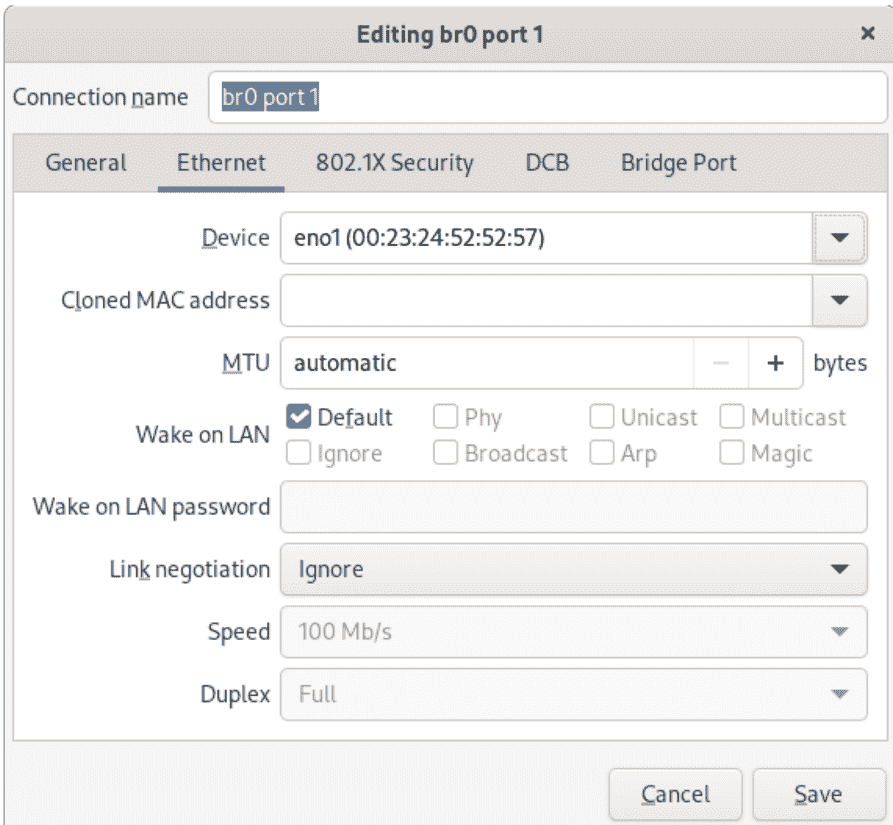 Editing br0 port 1 ×
Connection name br0 port 1
General Ethernet 802.1X Security DCB Bridge Port
Device eno1 (00:23:24:52:52:57)
Cloned MAC address
MTU automatic − + bytes
Wake on LAN
Default Phy Unicast Multicast
Ignore Broadcast Arp Magic
Wake on LAN password
Link negotiation Ignore
Speed 100 Mb/s
Duplex Full
Cancel Save